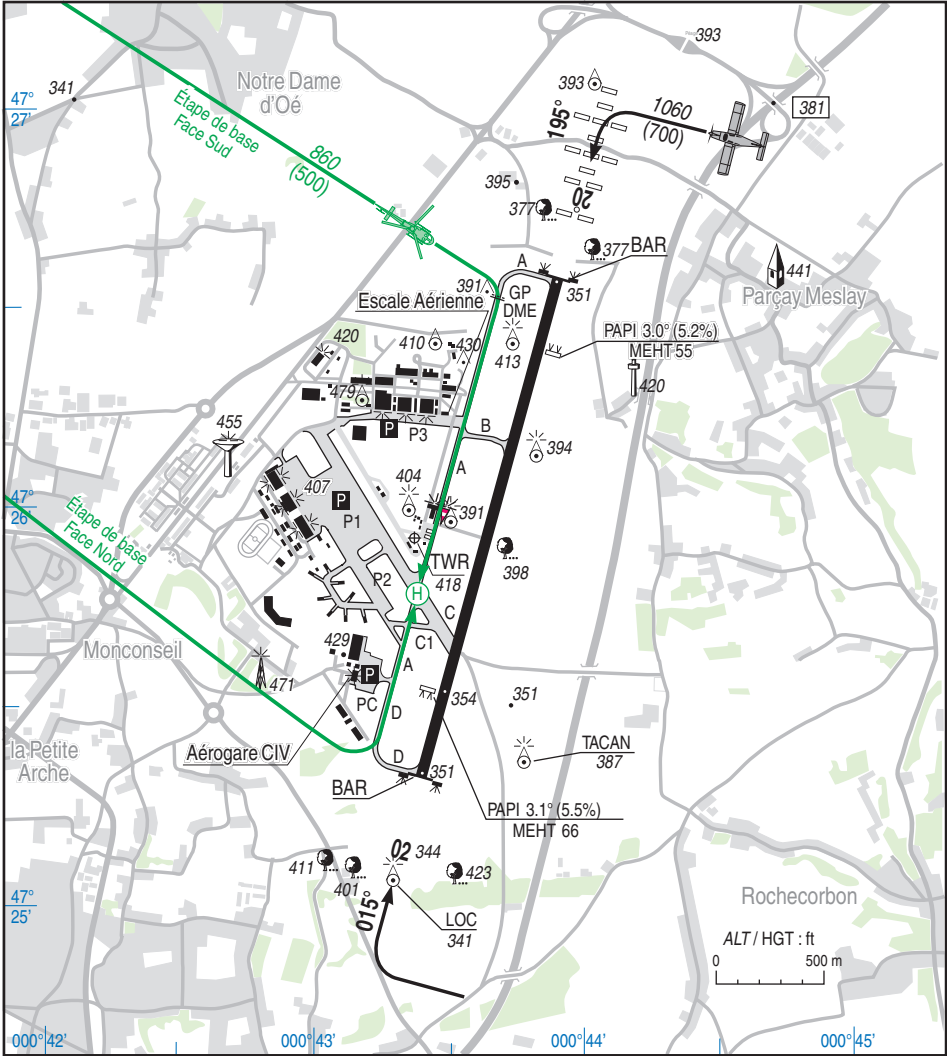 393
Notre Dame
d'Oé
393
341
47°
27'
Étape de base
Face Sud
195°
1060
(700)
381
860
(500)
395
20
377
377
BAR
A
441
391
GP
351
Parçay Meslay
Escale Aérienne
DME
PAPI 3.0° (5.2%)
MEHT 55
420
410
430
413
420
479
455
P
P3
B
394
A
407
404
47°
26'
P
P1
391
Étape de base
Face Nord
TWR
398
P2
418
H
C
C1
429
Monconseil
A
P
471
354
351
PC
D
la Petite
Arche
Aérogare CIV
D
TACAN
387
351
BAR
PAPI 3.1° (5.5%)
MEHT 66
02
344
411
401
423
47°
25'
015°
LOC
341
Rochecorbon
ALT / HGT : ft
0 500 m
000° 42' 000° 43' 000° 44' 000° 45'